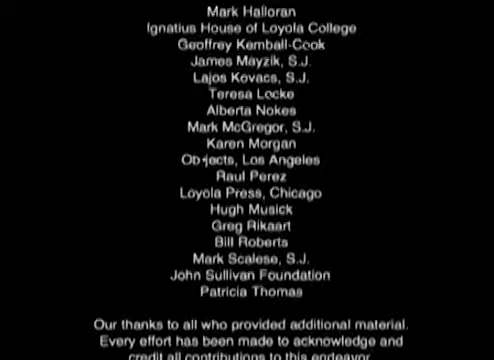 Mark Halloran
Ignatius House of Loyola College
Geoffrey Kemball-Cook
James Mayzik, S.J.
Lajos Kovacs, S.J.
Teresa Locke
Alberta Nokes
Mark McGregor, S.J.
Karen Morgan
Objects, Los Angeles
Raul Perez
Loyola Press, Chicago
Hugh Musick
Greg Rikaart
Bill Roberts
Mark Scalese, S.J.
John Sullivan Foundation
Patricia Thomas
Our thanks to all who provided additional material.
Every effort has been made to acknowledge and
credit all contributions to this endeavor